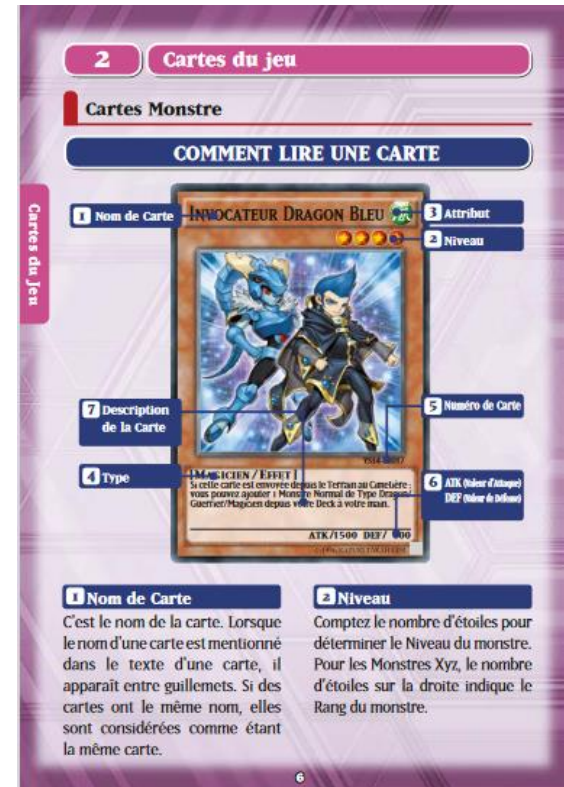 2 Cartes du jeu
Cartes Monstre
COMMENT LIRE UNE CARTE
Cartes du Jeu
1 Nom de Carte
INVOCATEUR DRAGON BLEU
3 Attribut
2 Niveau
7 Description
de la Carte
5 Numéro de Carte
4 Type
[MAGICIEN / EFFET]
6 ATK (Valeur d'Attaque)
DEF (Valeur de Défense)
Si cette carte est envoyée depuis le Terrain au Cimetière :
vous pouvez ajouter 1 Monstre Normal de Type Dragon/
Guerrier/Magicien depuis votre Deck à votre main.
ATK/1500 DEF/
1 Nom de Carte
C'est le nom de la carte. Lorsque
le nom d'une carte est mentionné
dans le texte d'une carte, il
apparaît entre guillemets. Si des
cartes ont le même nom, elles
sont considérées comme étant
la même carte.
2 Niveau
Comptez le nombre d'étoiles pour
déterminer le Niveau du monstre.
Pour les Monstres Xyz, le nombre
d'étoiles sur la droite indique le
Rang du monstre.
6